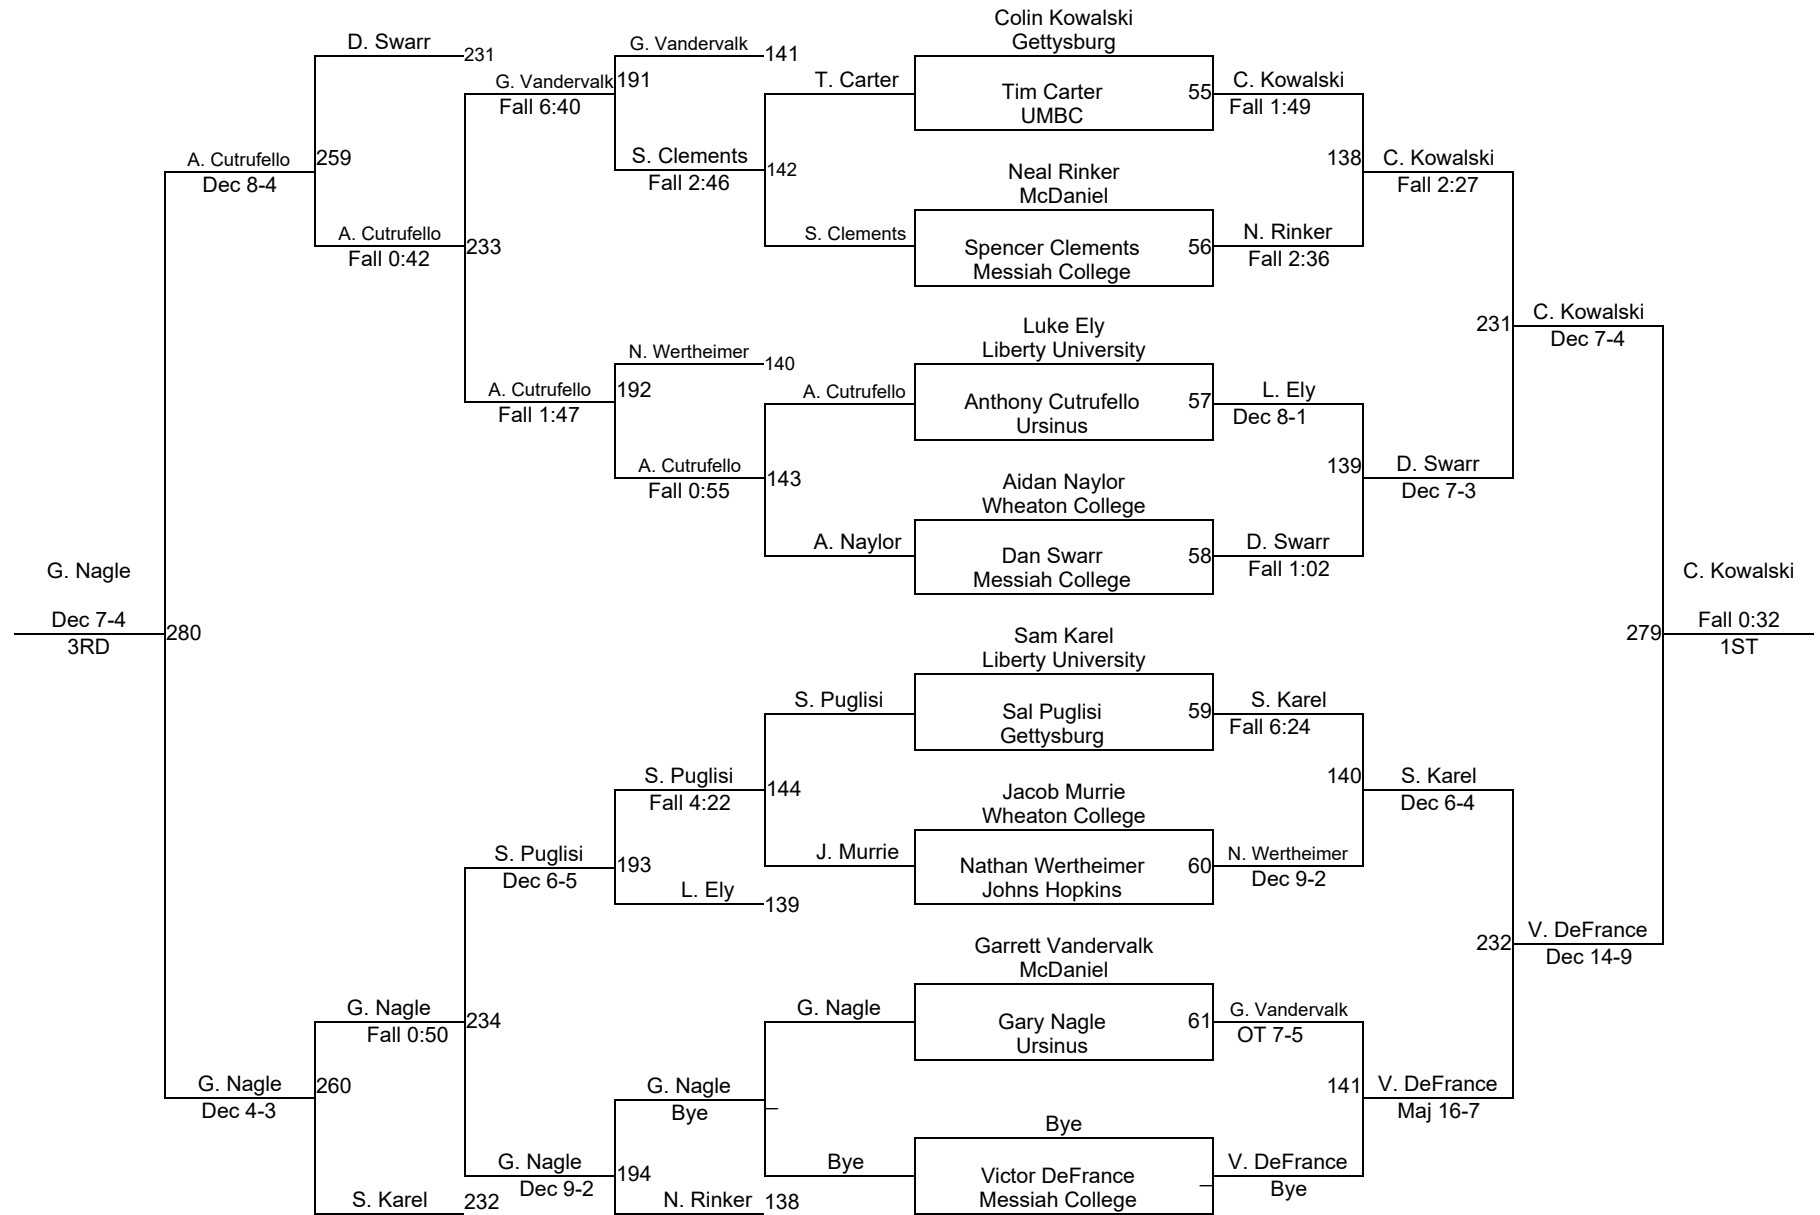 Colin Kowalski
Gettysburg
D. Swarr
231
G. Vandervalk
141
G. Vandervalk
191
Fall 6:40
T. Carter
Tim Carter
UMBC
55
C. Kowalski
Fall 1:49
A. Cutrufello
259
Dec 8-4
S. Clements
142
Fall 2:46
Neal Rinker
McDaniel
138
C. Kowalski
Fall 2:27
A. Cutrufello
233
Fall 0:42
S. Clements
Spencer Clements
Messiah College
56
N. Rinker
Fall 2:36
Luke Ely
Liberty University
231
C. Kowalski
Dec 7-4
N. Wertheimer
140
A. Cutrufello
192
Fall 1:47
A. Cutrufello
Anthony Cutrufello
Ursinus
57
L. Ely
Dec 8-1
A. Cutrufello
143
Fall 0:55
Aidan Naylor
Wheaton College
139
D. Swarr
Dec 7-3
A. Naylor
Dan Swarr
Messiah College
58
D. Swarr
Fall 1:02
G. Nagle
Dec 7-4
3RD
280
C. Kowalski
279
Fall 0:32
1ST
Sam Karel
Liberty University
S. Puglisi
Sal Puglisi
Gettysburg
59
S. Karel
Fall 6:24
S. Puglisi
144
Fall 4:22
Jacob Murrie
Wheaton College
140
S. Karel
Dec 6-4
S. Puglisi
193
Dec 6-5
J. Murrie
Nathan Wertheimer
Johns Hopkins
60
N. Wertheimer
Dec 9-2
L. Ely
139
Garrett Vandervalk
McDaniel
232
V. DeFrance
Dec 14-9
G. Nagle
234
Fall 0:50
G. Nagle
Gary Nagle
Ursinus
61
G. Vandervalk
OT 7-5
G. Nagle
260
Dec 4-3
G. Nagle
Bye
_
Bye
141
V. DeFrance
Maj 16-7
G. Nagle
194
Dec 9-2
Bye
Victor DeFrance
Messiah College
_
V. DeFrance
Bye
S. Karel
232
N. Rinker
138